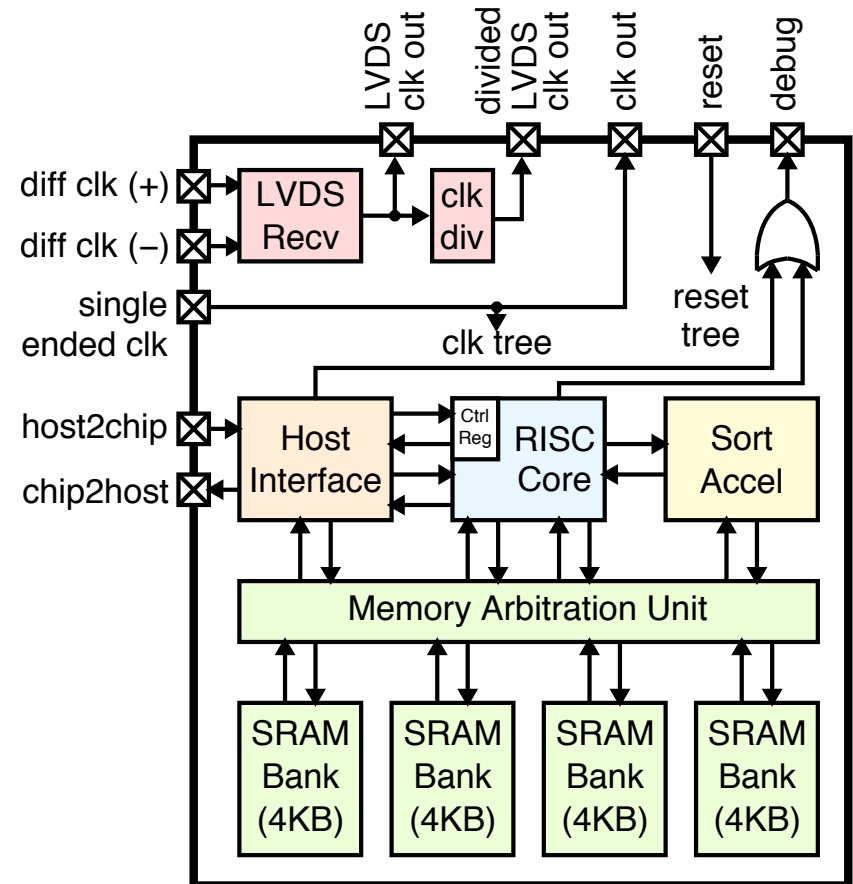 LVDS
clk out
divided
LVDS
clk out
clk out
reset
debug
diff clk (+)
diff clk (−)
single
ended clk
host2chip
chip2host
LVDS
Recv
clk
div
clk tree
reset
tree
Host
Interface
Ctrl
Reg
RISC
Core
Sort
Accel
Memory Arbitration Unit
SRAM
Bank
(4KB)
SRAM
Bank
(4KB)
SRAM
Bank
(4KB)
SRAM
Bank
(4KB)